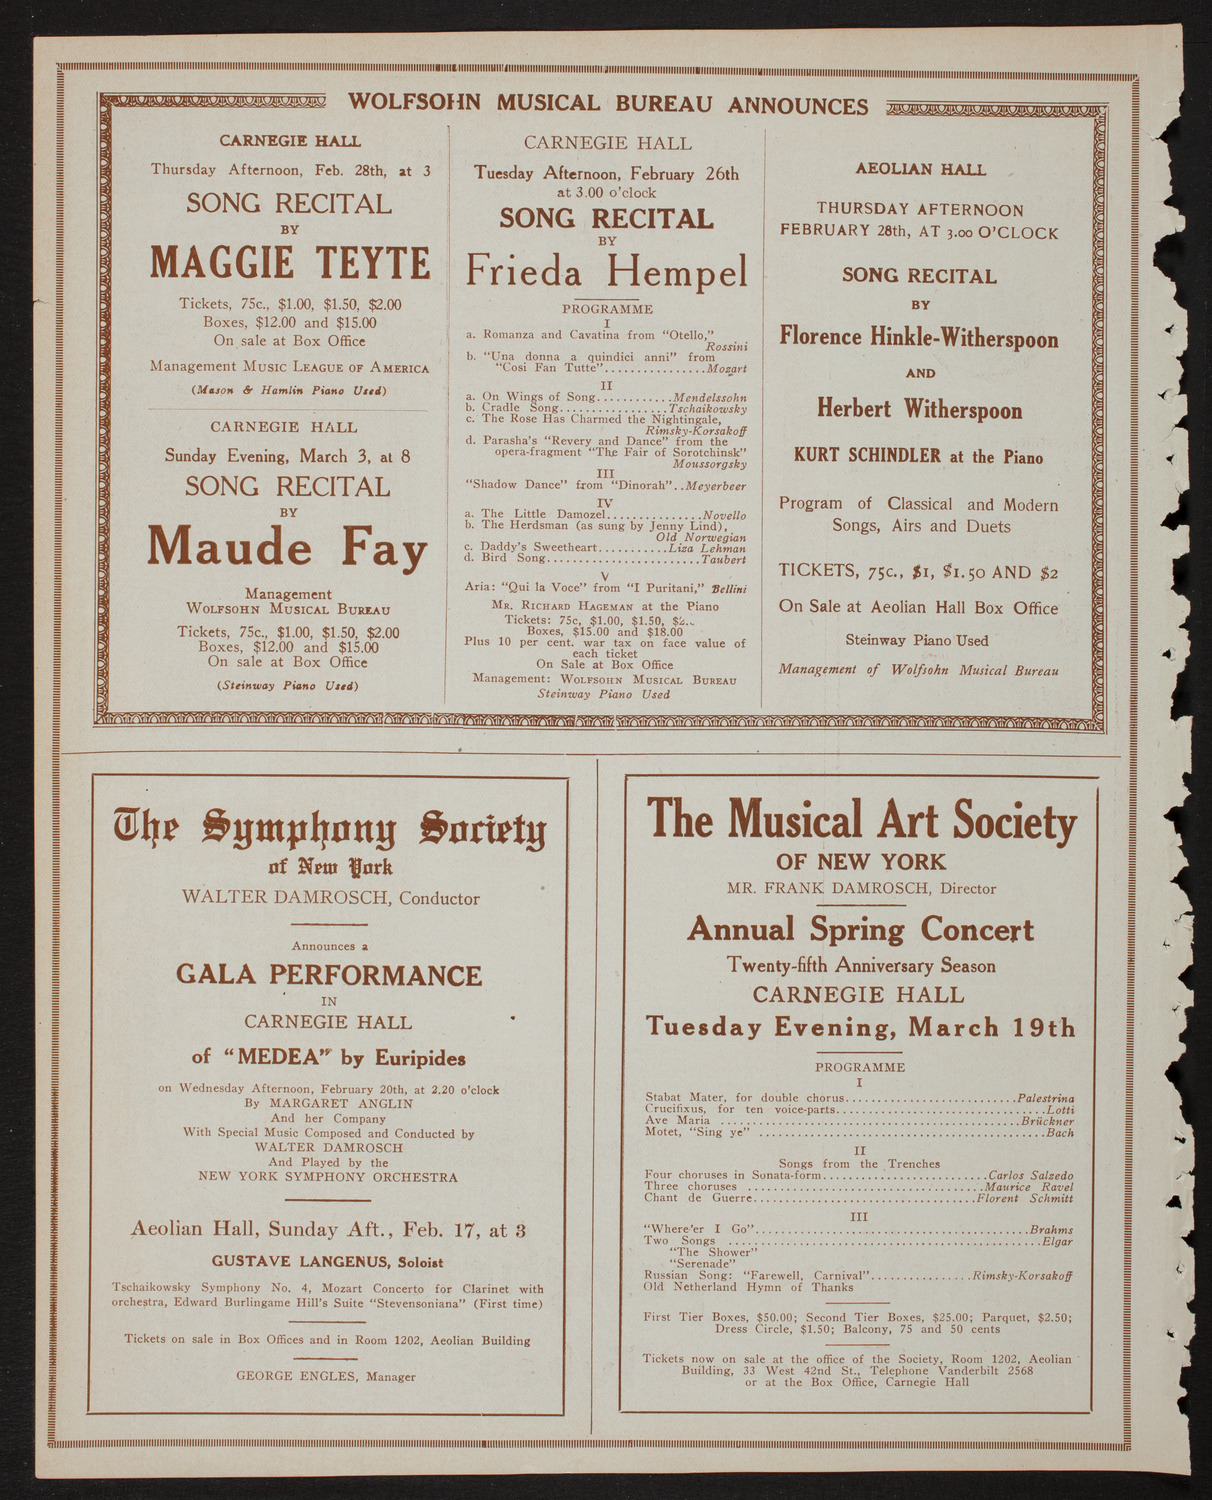 WOLFSOHN MUSICAL BUREAU ANNOUNCES
CARNEGIE HALL
Thursday Afternoon, Feb. 28th, at 3
SONG RECITAL
BY
MAGGIE TEYTE
Tickets, 75c., $1.00, $1.50, $2.00
Boxes, $12.00 and $15.00
On sale at Box Office
Management MUSIC LEAGUE OF AMERICA
(Mason & Hamlin Piano Used)
CARNEGIE HALL
Sunday Evening, March 3, at 8
SONG RECITAL
BY
Maude Fay
Management
WOLFSOHN MUSICAL BUREAU
Tickets, 75c., $1.00, $1.50, $2.00
Boxes, $12.00 and $15.00
On sale at Box Office
(Steinway Piano Used)
CARNEGIE HALL
Tuesday Afternoon, February 26th
at 3.00 o'clock
SONG RECITAL
BY
Frieda Hempel
PROGRAMME
I
a. Romanza and Cavatina from "Otello,"
Rossini
b. "Una donna a quindici anni" from
"Cosi Fan Tutte"................Mozart
II
a. On Wings of Song...........Mendelssohn
b. Cradle Song................Tschaikowsky
c. The Rose Has Charmed the Nightingale,
Rimsky-Korsakoff
d. Parasha's "Revery and Dance" from the
opera-fragment "The Fair of Sorotchinsk"
Moussorgsky
III
"Shadow Dance" from "Dinorah"..Meyerbeer
IV
a. The Little Damozel..............Novello
b. The Herdsman (as sung by Jenny Lind),
Old Norwegian
c. Daddy's Sweetheart...........Liza Lehman
d. Bird Song.......................Taubert
V
Aria: "Qui la Voce" from "I Puritani," Bellini
MR. RICHARD HAGEMAN at the Piano
Tickets: 75c, $1.00, $1.50,
Boxes, $15.00 and $18.00
Plus 10 per cent. war tax on face value of
each ticket
On Sale at Box Office
Management: WOLFSOHN MUSICAL BUREAU
Steinway Piano Used
AEOLIAN HALL
THURSDAY AFTERNOON
FEBRUARY 28th, AT 3.00 O'CLOCK
SONG RECITAL
BY
Florence Hinkle-Witherspoon
AND
Herbert Witherspoon
KURT SCHINDLER at the Piano
Program of Classical and Modern
Songs, Airs and Duets
TICKETS, 75C., $1, $1.50 AND $2
On Sale at Aeolian Hall Box Office
Steinway Piano Used
Management of Wolfsohn Musical Bureau
The Symphony Society
of New York
WALTER DAMROSCH, Conductor
Announces a
GALA PERFORMANCE
IN
CARNEGIE HALL
of "MEDEA" by Euripides
on Wednesday Afternoon, February 20th, at 2.20 o'clock
By MARGARET ANGLIN
And her Company
With Special Music Composed and Conducted by
WALTER DAMROSCH
And Played by the
NEW YORK SYMPHONY ORCHESTRA
Aeolian Hall, Sunday Aft., Feb. 17, at 3
GUSTAVE LANGENUS, Soloist
Tschaikowsky Symphony No. 4, Mozart Concerto for Clarinet with
orchestra, Edward Burlingame Hill's Suite "Stevensoniana" (First time)
Tickets on sale in Box Offices and in Room 1202, Aeolian Building
GEORGE ENGLES, Manager
The Musical Art Society
OF NEW YORK
MR. FRANK DAMROSCH, Director
Annual Spring Concert
Twenty-fifth Anniversary Season
CARNEGIE HALL
Tuesday Evening, March 19th
PROGRAMME
I
Stabat Mater, for double chorus...........................Palestrina
Crucifixus, for ten voice-parts.................................Lotti
Ave Maria ................................................Brückner
Motet, "Sing ye" .............................................Bach
II
Songs from the Trenches
Four choruses in Sonata-form..........................Carlos Salzedo
Three choruses .....................................Maurice Ravel
Chant de Guerre...................................Florent Schmitt
III
"Where'er I Go"...........................................Brahms
Two Songs .................................................Elgar
"The Shower"
"Serenade"
Russian Song: "Farewell, Carnival"................Rimsky-Korsakoff
Old Netherland Hymn of Thanks
First Tier Boxes, $50.00; Second Tier Boxes, $25.00; Parquet, $2.50;
Dress Circle, $1.50; Balcony, 75 and 50 cents
Tickets now on sale at the office of the Society, Room 1202, Aeolian
Building, 33 West 42nd St., Telephone Vanderbilt 2568
or at the Box Office, Carnegie Hall